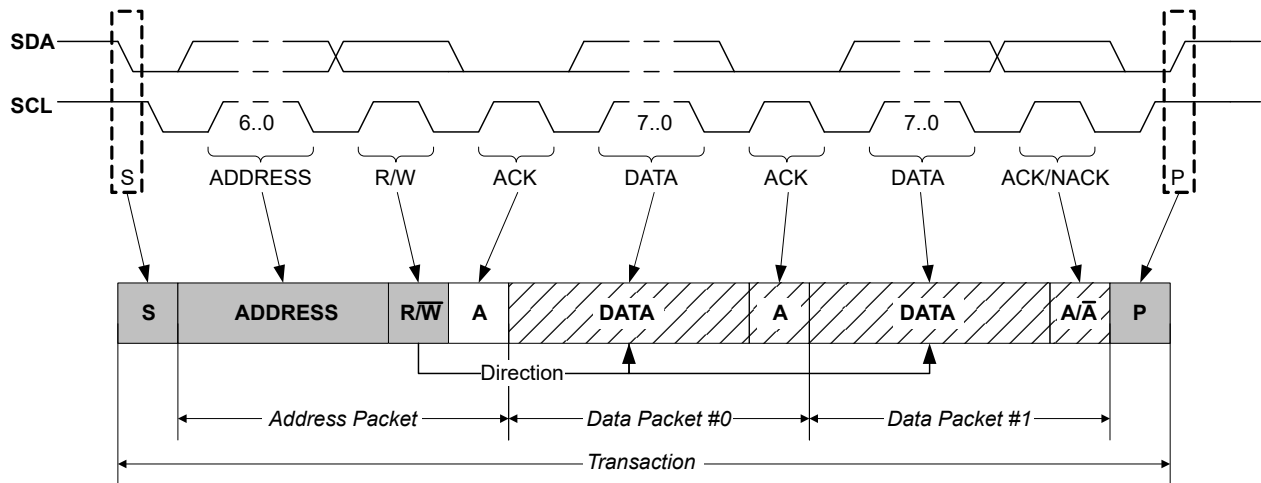 SDA
SCL
6..0 7..0 7..0
S ADDRESS R/W ACK DATA ACK DATA ACK/NACK P
S ADDRESS R/W̅ A DATA A DATA A/A̅ P
Direction
Address Packet Data Packet #0 Data Packet #1
Transaction